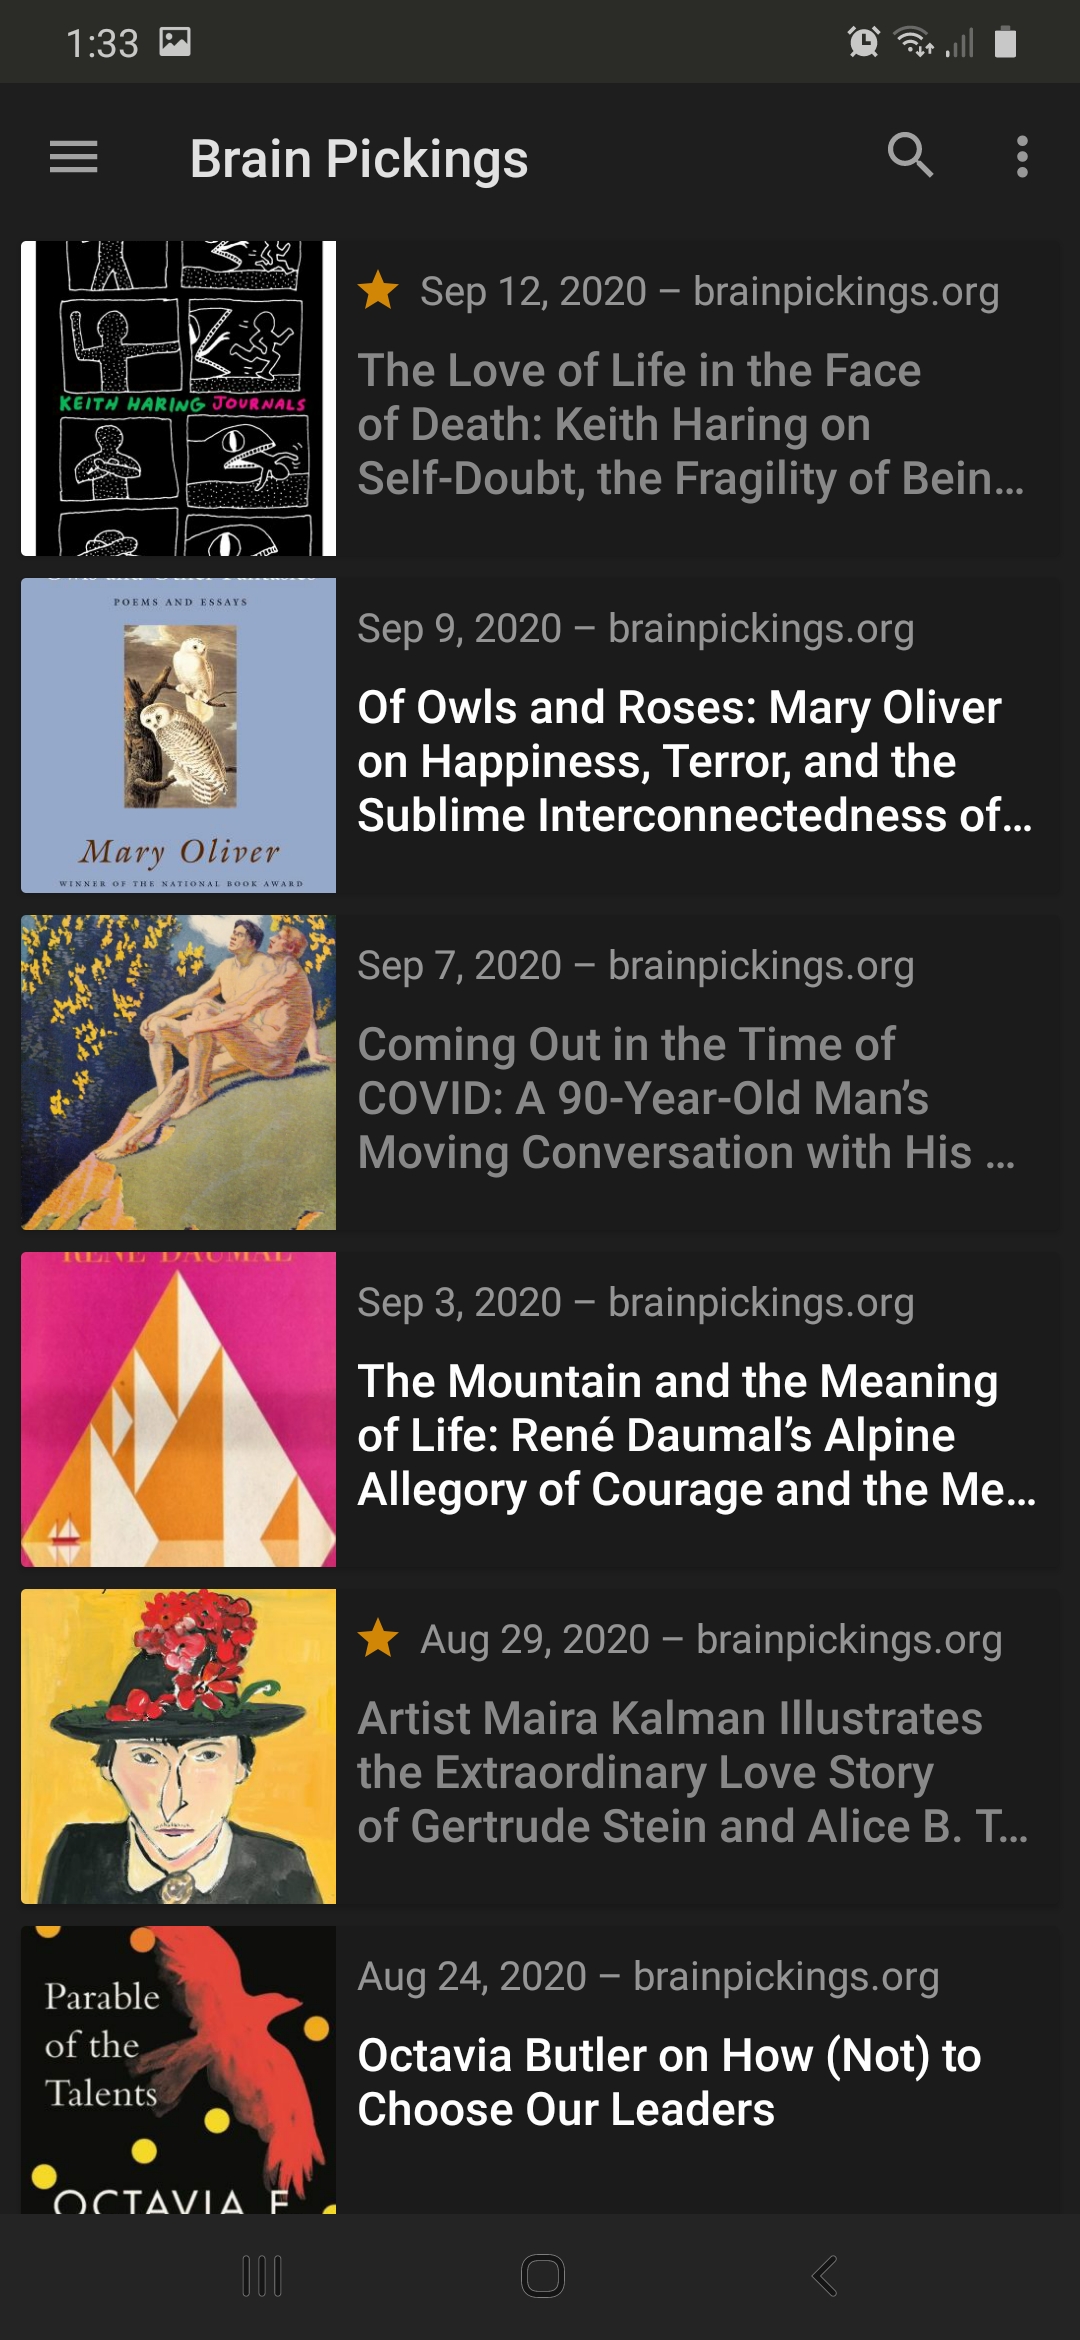 1:33
Brain Pickings
KEITH HARING JOURNALS
Sep 12, 2020 – brainpickings.org
The Love of Life in the Face
of Death: Keith Haring on
Self-Doubt, the Fragility of Bein…
Owls and Other Fantasies
POEMS AND ESSAYS
Mary Oliver
WINNER OF THE NATIONAL BOOK AWARD
Sep 9, 2020 – brainpickings.org
Of Owls and Roses: Mary Oliver
on Happiness, Terror, and the
Sublime Interconnectedness of…
Sep 7, 2020 – brainpickings.org
Coming Out in the Time of
COVID: A 90-Year-Old Man’s
Moving Conversation with His …
RENÉ DAUMAL
Sep 3, 2020 – brainpickings.org
The Mountain and the Meaning
of Life: René Daumal’s Alpine
Allegory of Courage and the Me…
Aug 29, 2020 – brainpickings.org
Artist Maira Kalman Illustrates
the Extraordinary Love Story
of Gertrude Stein and Alice B. T…
Parable
of the
Talents
OCTAVIA E
Aug 24, 2020 – brainpickings.org
Octavia Butler on How (Not) to
Choose Our Leaders